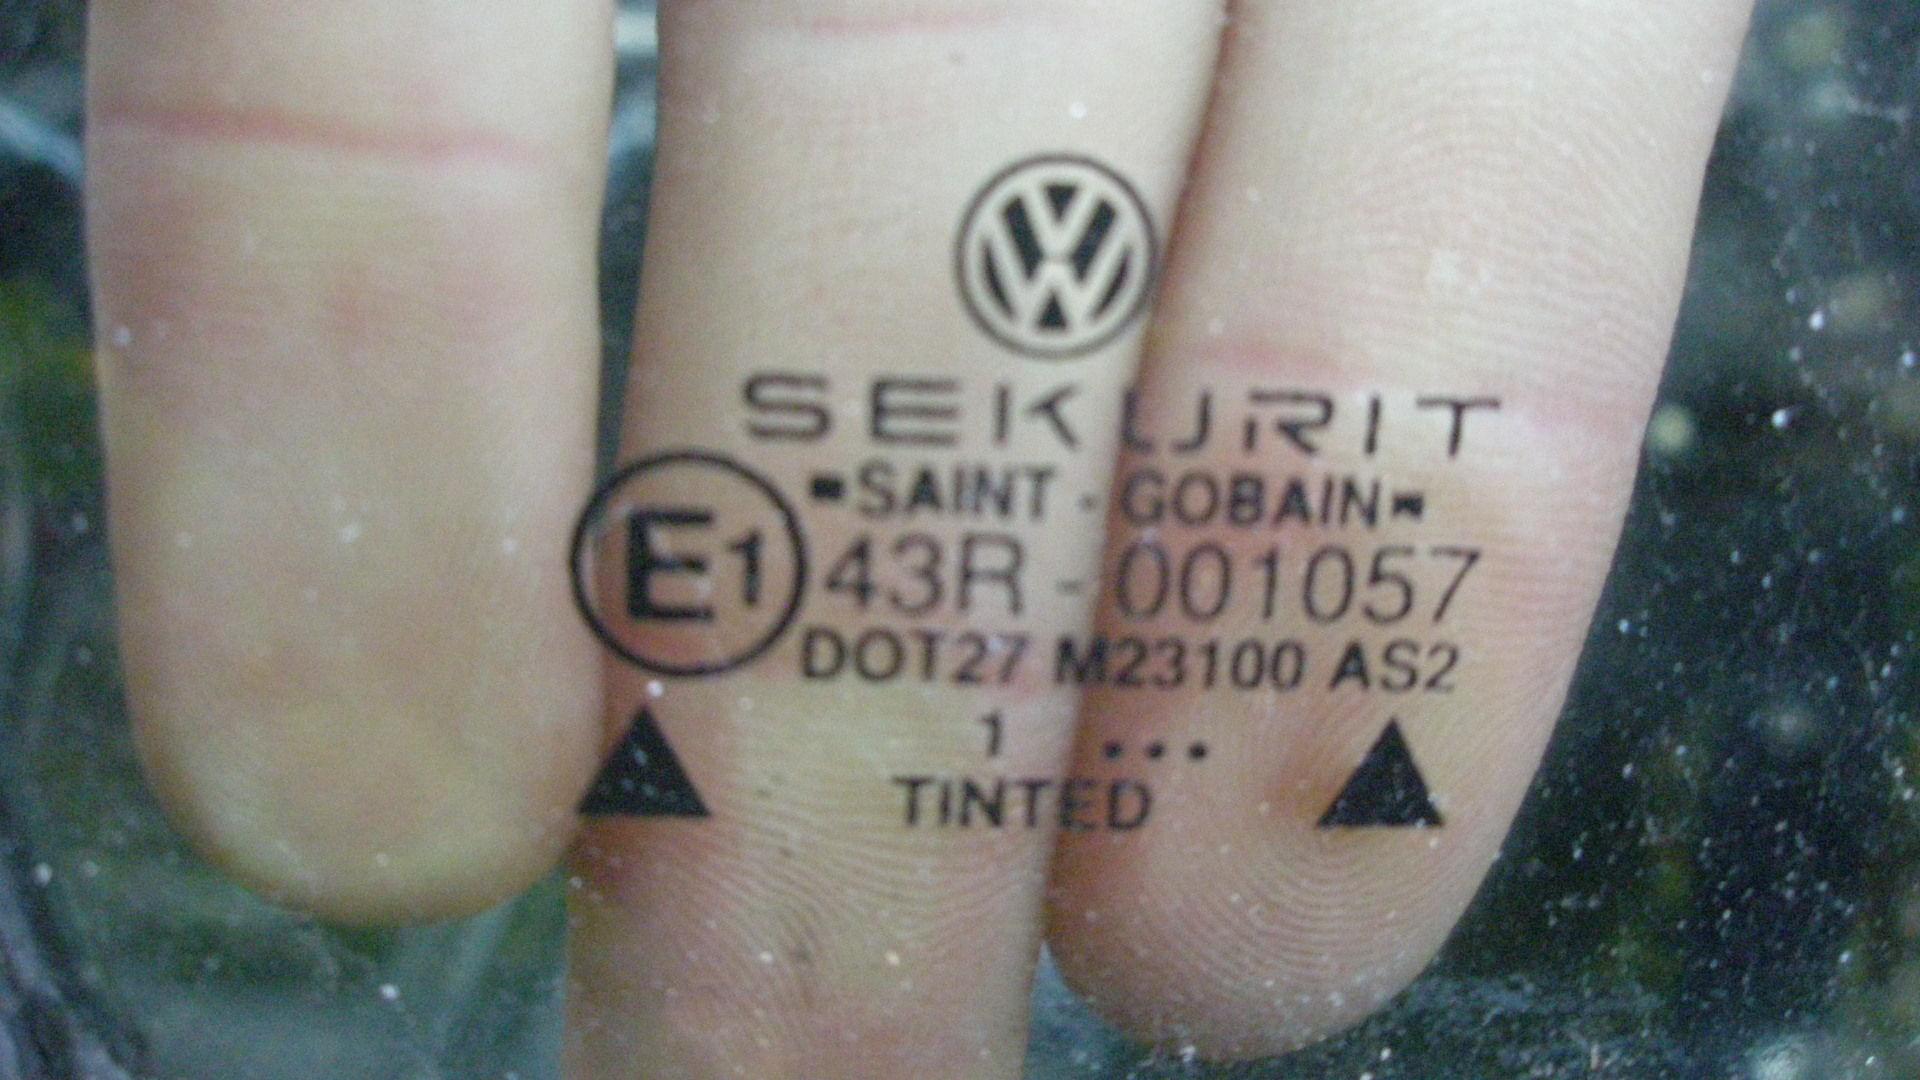 VW
SEKURIT
SAINT - GOBAIN
E1 43R - 001057
DOT27 M23100 AS2
1 ...
TINTED